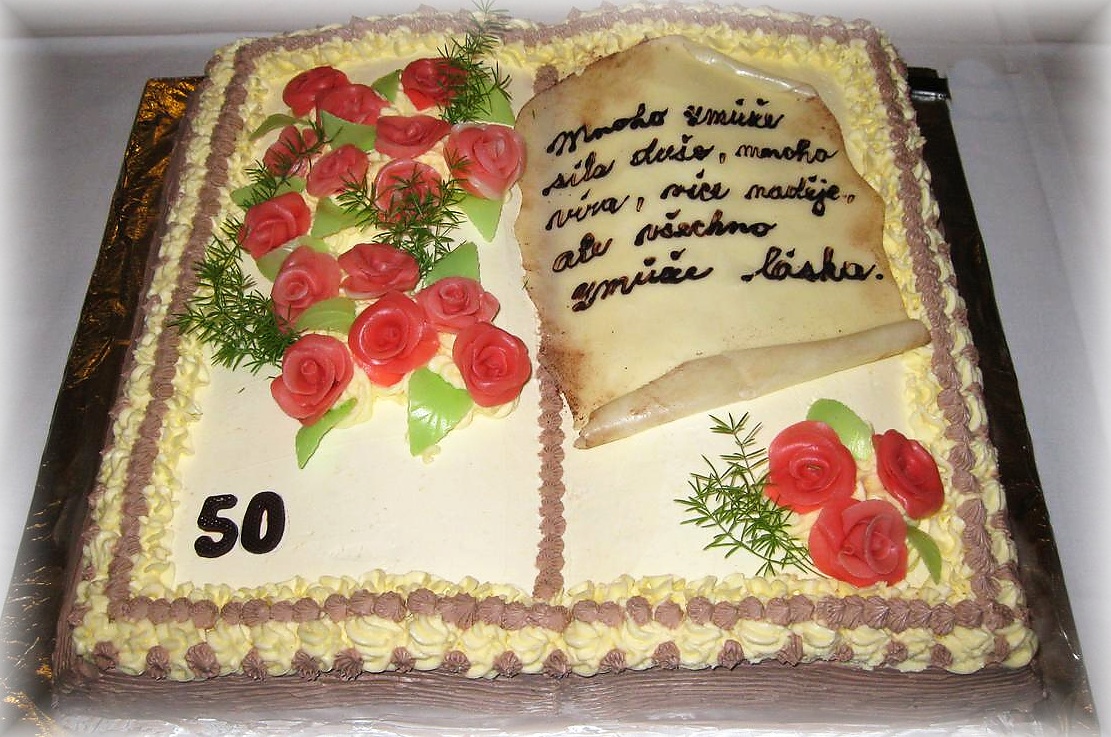 Mnoho zmůže
síla duše, mnoho
víra, více naděje,
ale všechno
zmůže láska.
50